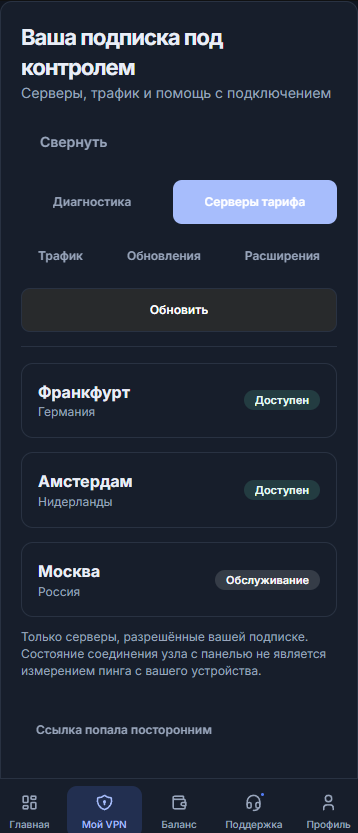 Ваша подписка под
контролем
Серверы, трафик и помощь с подключением
Свернуть
Диагностика
Серверы тарифа
Трафик
Обновления
Расширения
Обновить
Франкфурт
Доступен
Германия
Амстердам
Доступен
Нидерланды
Москва
Обслуживание
Россия
Только серверы, разрешённые вашей подписке.
Состояние соединения узла с панелью не является
измерением пинга с вашего устройства.
Ссылка попала посторонним
Главная
Мой VPN
Баланс
Поддержка
Профиль